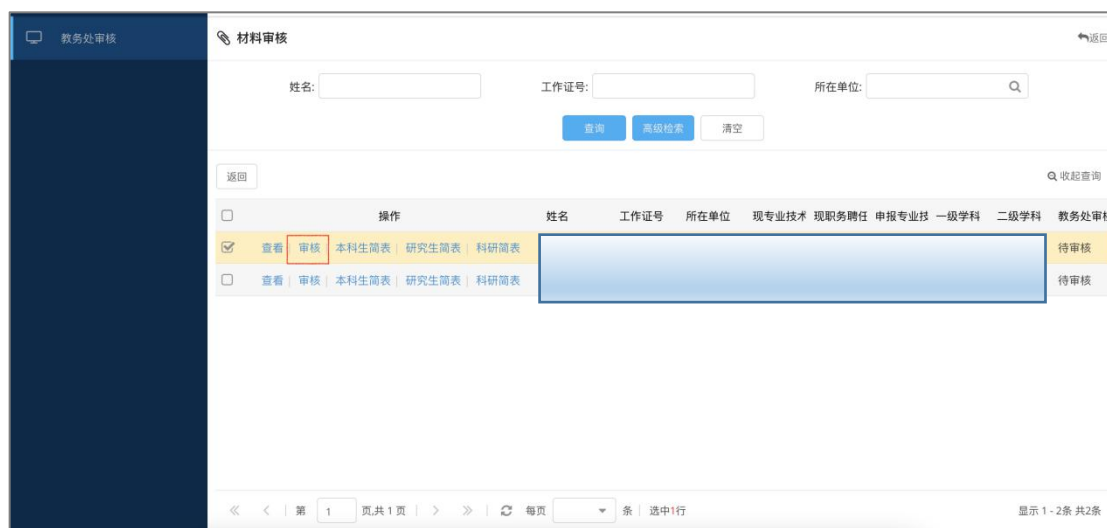 教务处审核
材料审核 返回
姓名: 工作证号: 所在单位:
查询 高级检索 清空
返回 收起查询
操作 姓名 工作证号 所在单位 现专业技术 现职务聘任 申报专业技 一级学科 二级学科 教务处审核
查看 | 审核 | 本科生简表 | 研究生简表 | 科研简表 待审核
查看 | 审核 | 本科生简表 | 研究生简表 | 科研简表 待审核
第 1 页,共 1 页 每页 条 选中1行 显示 1 - 2条 共2条